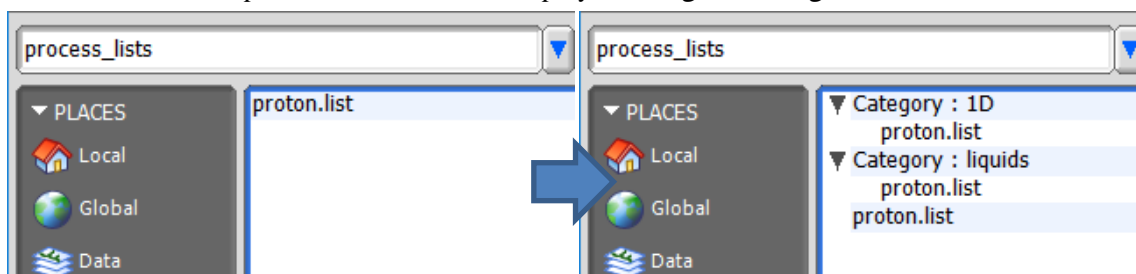 process_lists
PLACES
Local
Global
Data
proton.list
process_lists
PLACES
Local
Global
Data
Category : 1D
proton.list
Category : liquids
proton.list
proton.list